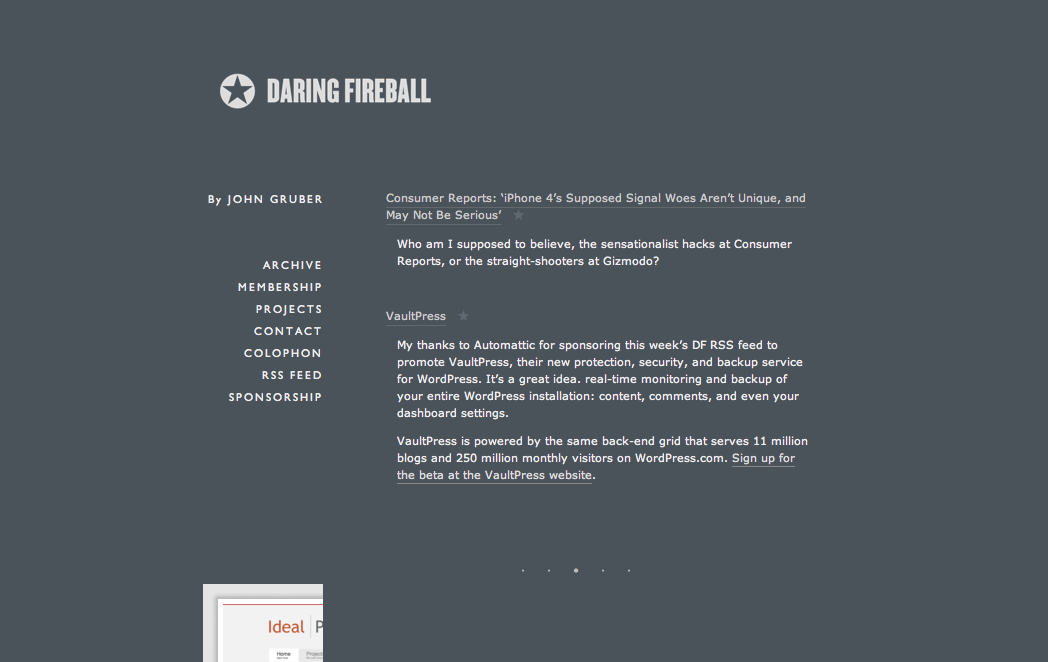 DARING FIREBALL
By JOHN GRUBER
ARCHIVE
MEMBERSHIP
PROJECTS
CONTACT
COLOPHON
RSS FEED
SPONSORSHIP
Consumer Reports: ‘iPhone 4’s Supposed Signal Woes Aren’t Unique, and
May Not Be Serious’ ★
Who am I supposed to believe, the sensationalist hacks at Consumer
Reports, or the straight-shooters at Gizmodo?
VaultPress ★
My thanks to Automattic for sponsoring this week’s DF RSS feed to
promote VaultPress, their new protection, security, and backup service
for WordPress. It’s a great idea. real-time monitoring and backup of
your entire WordPress installation: content, comments, and even your
dashboard settings.
VaultPress is powered by the same back-end grid that serves 11 million
blogs and 250 million monthly visitors on WordPress.com. Sign up for
the beta at the VaultPress website.
Ideal P
Home